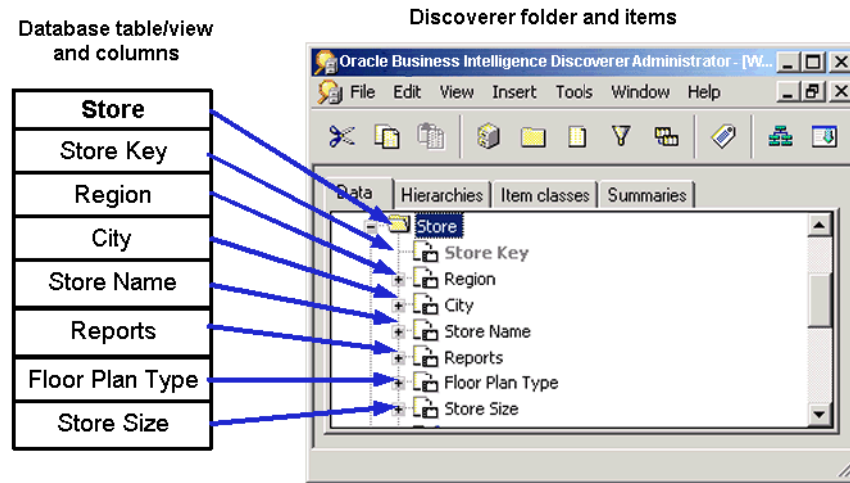 Discoverer folder and items
Database table/view
and columns
Store
Store Key
Region
City
Store Name
Reports
Floor Plan Type
Store Size
Oracle Business Intelligence Discoverer Administrator - [W...
File Edit View Insert Tools Window Help
Data Hierarchies Item classes Summaries
Store
Store Key
Region
City
Store Name
Reports
Floor Plan Type
Store Size